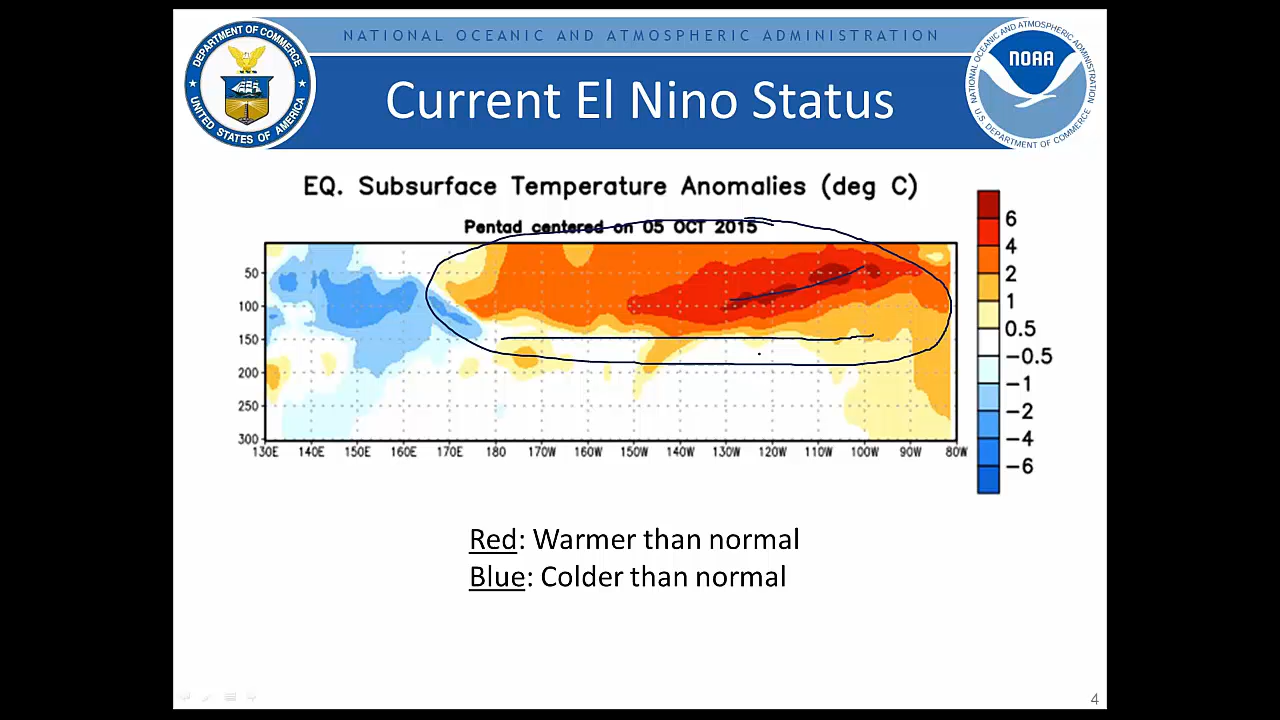 NATIONAL OCEANIC AND ATMOSPHERIC ADMINISTRATION
DEPARTMENT OF COMMERCE
UNITED STATES OF AMERICA
Current El Nino Status
NATIONAL OCEANIC AND ATMOSPHERIC ADMINISTRATION
NOAA
U.S. DEPARTMENT OF COMMERCE
EQ. Subsurface Temperature Anomalies (deg C)
Pentad centered on 05 OCT 2015
50
100
150
200
250
300
130E 140E 150E 160E 170E 180 170W 160W 150W 140W 130W 120W 110W 100W 90W 80W
6
4
2
1
0.5
−0.5
−1
−2
−4
−6
Red: Warmer than normal
Blue: Colder than normal
4